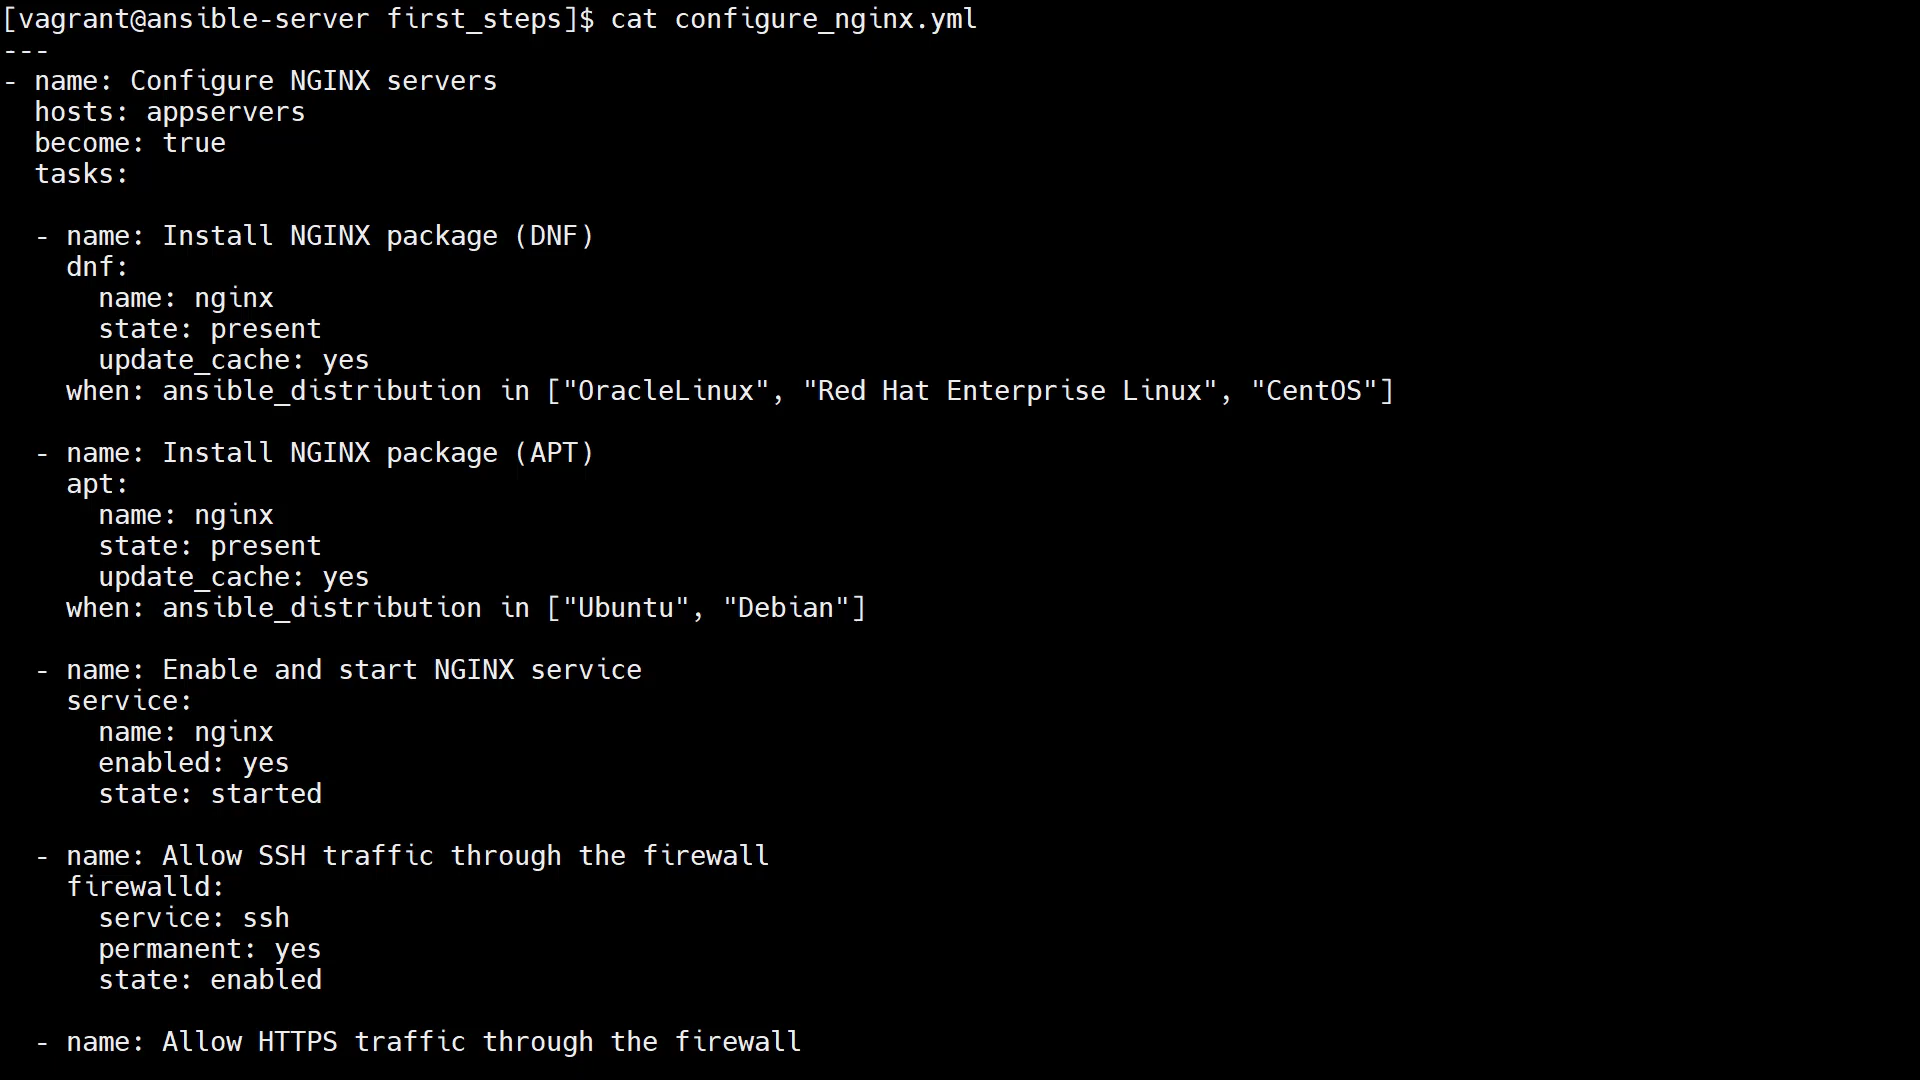 [vagrant@ansible-server first_steps]$ cat configure_nginx.yml
---
- name: Configure NGINX servers
  hosts: appservers
  become: true
  tasks:

  - name: Install NGINX package (DNF)
    dnf:
      name: nginx
      state: present
      update_cache: yes
    when: ansible_distribution in ["OracleLinux", "Red Hat Enterprise Linux", "CentOS"]

  - name: Install NGINX package (APT)
    apt:
      name: nginx
      state: present
      update_cache: yes
    when: ansible_distribution in ["Ubuntu", "Debian"]

  - name: Enable and start NGINX service
    service:
      name: nginx
      enabled: yes
      state: started

  - name: Allow SSH traffic through the firewall
    firewalld:
      service: ssh
      permanent: yes
      state: enabled

  - name: Allow HTTPS traffic through the firewall